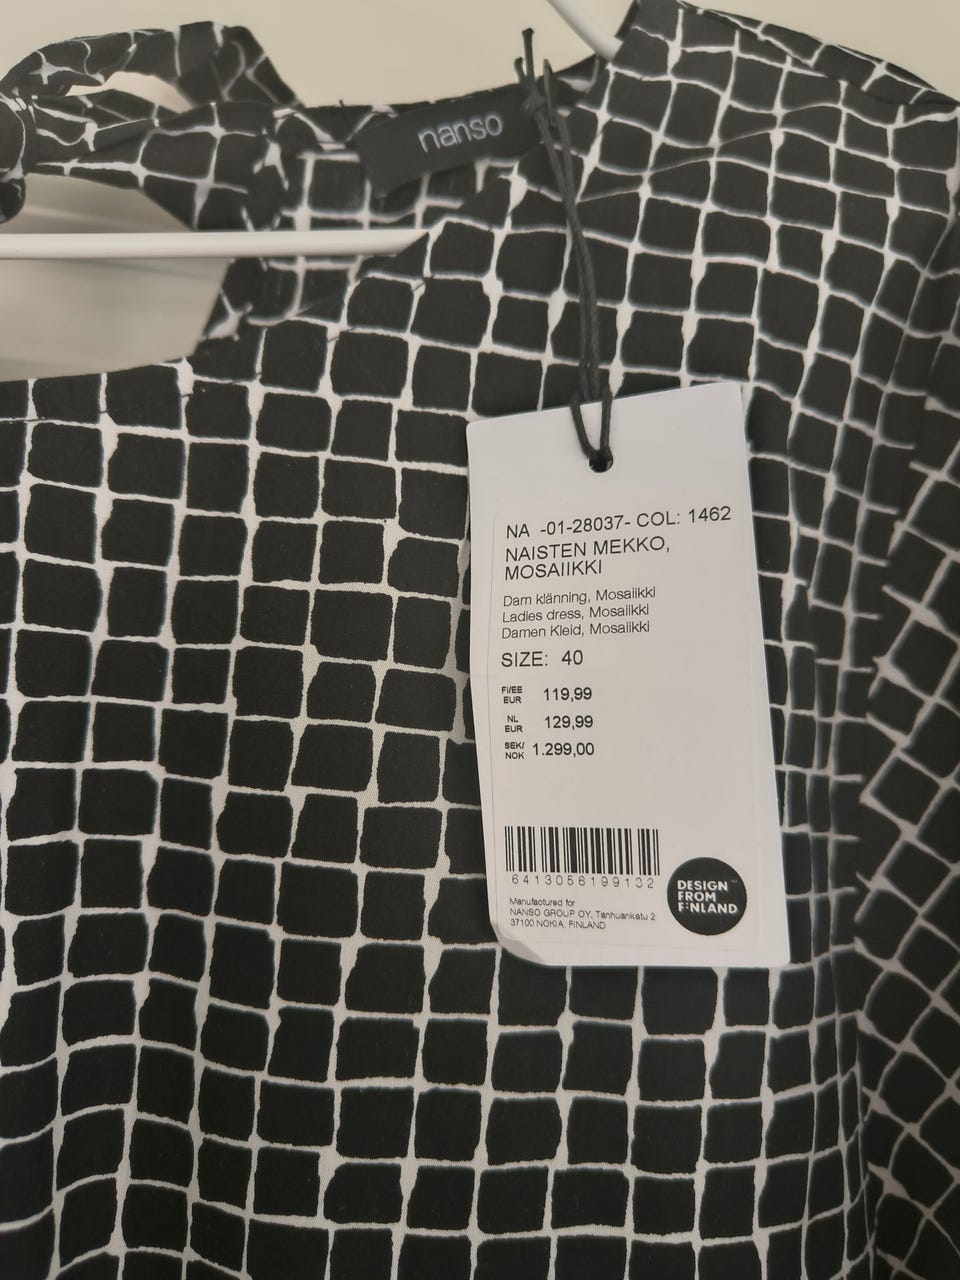 nanso
NA -01-28037- COL: 1462
NAISTEN MEKKO,
MOSAIIKKI
Dam klänning, Mosaiikki
Ladies dress, Mosaiikki
Damen Kleid, Mosaiikki
SIZE: 40
FI/EE EUR 119,99
NL EUR 129,99
SEK/ NOK 1.299,00
6413056199132
Manufactured for
NANSO GROUP OY, Tanhuankatu 2
37100 NOKIA, FINLAND
DESIGN
FROM
FINLAND